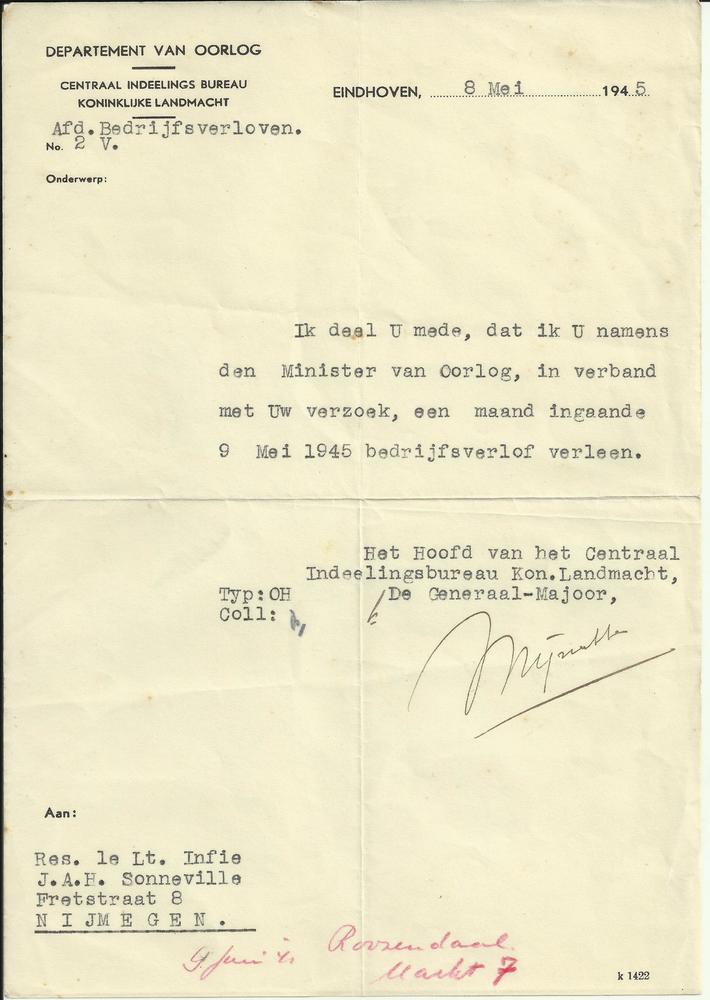 DEPARTEMENT VAN OORLOG
CENTRAAL INDEELINGS BUREAU
KONINKLIJKE LANDMACHT
EINDHOVEN, 8 Mei 1945
Afd. Bedrijfsverloven.
No. 2 V.
Onderwerp:
Ik deel U mede, dat ik U namens
den Minister van Oorlog, in verband
met Uw verzoek, een maand ingaande
9 Mei 1945 bedrijfsverlof verleen.
Het Hoofd van het Centraal
Indeelingsbureau Kon.Landmacht,
Typ:OH
De Generaal-Majoor,
Coll:
Aan:
Res. 1e Lt. Infie
J.A.H. Sonneville
Fretstraat 8
NIJMEGEN.
9 Juni
Roosendaal.
Markt 7
k 1422